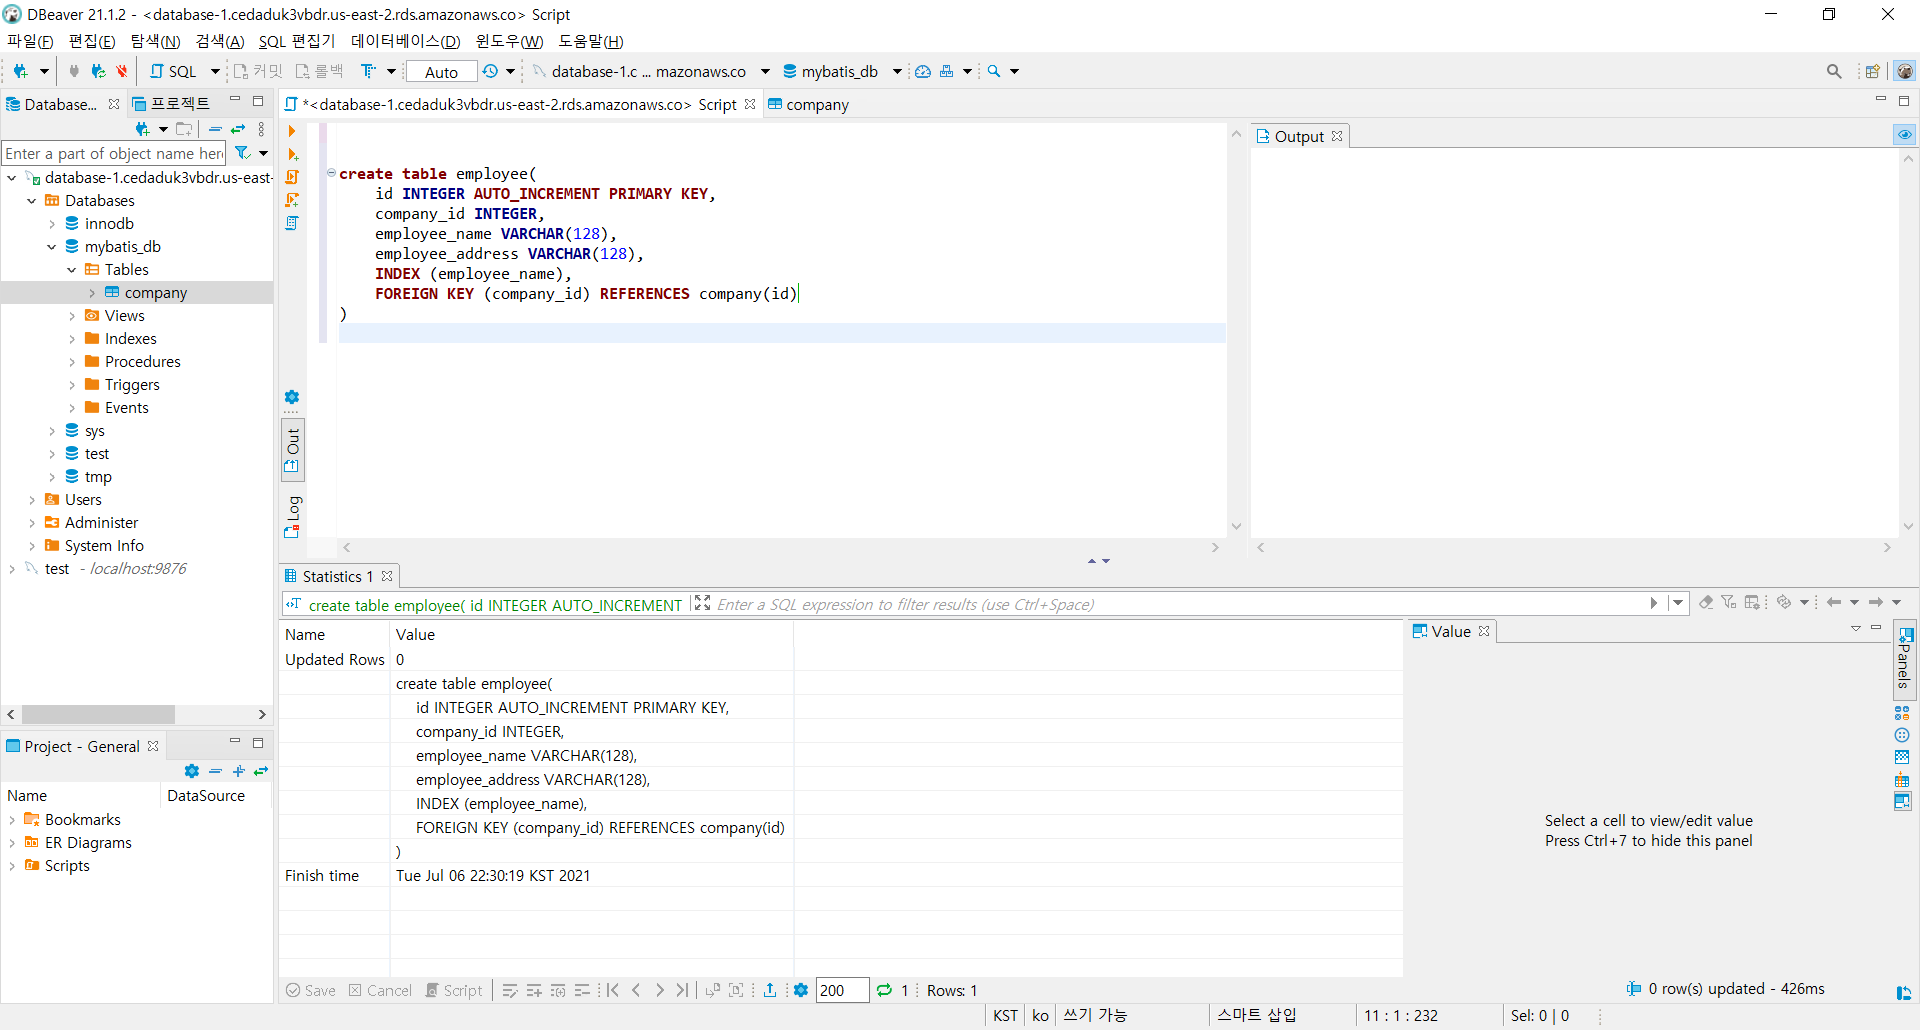 DBeaver 21.1.2 - <database-1.cedaduk3vbdr.us-east-2.rds.amazonaws.co> Script
파일(F) 편집(E) 탐색(N) 검색(A) SQL 편집기 데이터베이스(D) 윈도우(W) 도움말(H)
SQL 커밋 롤백 Auto database-1.c ... mazonaws.co mybatis_db
Database... 프로젝트
Enter a part of object name her
database-1.cedaduk3vbdr.us-east-
Databases
innodb
mybatis_db
Tables
company
Views
Indexes
Procedures
Triggers
Events
sys
test
tmp
Users
Administer
System Info
test - localhost:9876
Project - General
Name DataSource
Bookmarks
ER Diagrams
Scripts
*<database-1.cedaduk3vbdr.us-east-2.rds.amazonaws.co> Script company
create table employee(
id INTEGER AUTO_INCREMENT PRIMARY KEY,
company_id INTEGER,
employee_name VARCHAR(128),
employee_address VARCHAR(128),
INDEX (employee_name),
FOREIGN KEY (company_id) REFERENCES company(id)
)
Out
Log
Output
Statistics 1
create table employee( id INTEGER AUTO_INCREMENT Enter a SQL expression to filter results (use Ctrl+Space)
Name Value
Updated Rows 0
create table employee(
id INTEGER AUTO_INCREMENT PRIMARY KEY,
company_id INTEGER,
employee_name VARCHAR(128),
employee_address VARCHAR(128),
INDEX (employee_name),
FOREIGN KEY (company_id) REFERENCES company(id)
)
Finish time Tue Jul 06 22:30:19 KST 2021
Value
Panels
Select a cell to view/edit value
Press Ctrl+7 to hide this panel
Save Cancel Script 200 1 Rows: 1 0 row(s) updated - 426ms
KST ko 쓰기 가능 스마트 삽입 11 : 1 : 232 Sel: 0 | 0